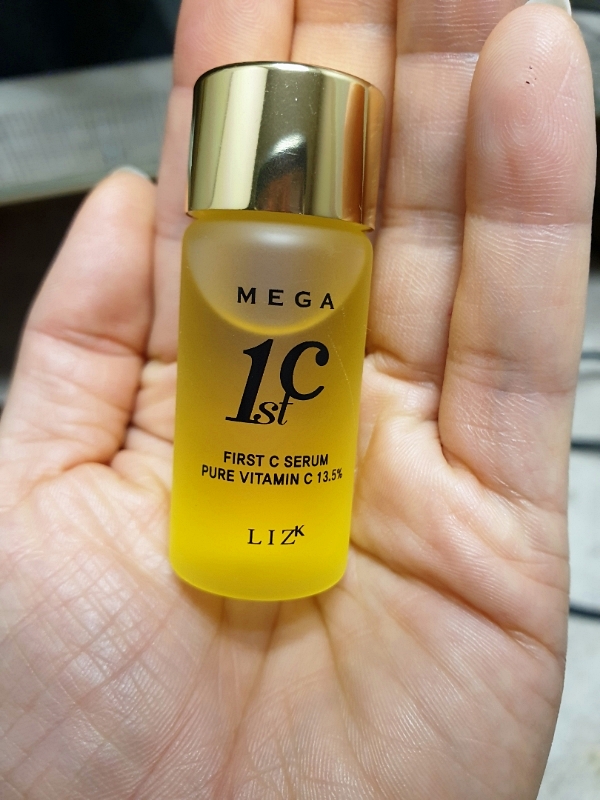 MEGA
1st C
FIRST C SERUM
PURE VITAMIN C 13.5%
LIZK